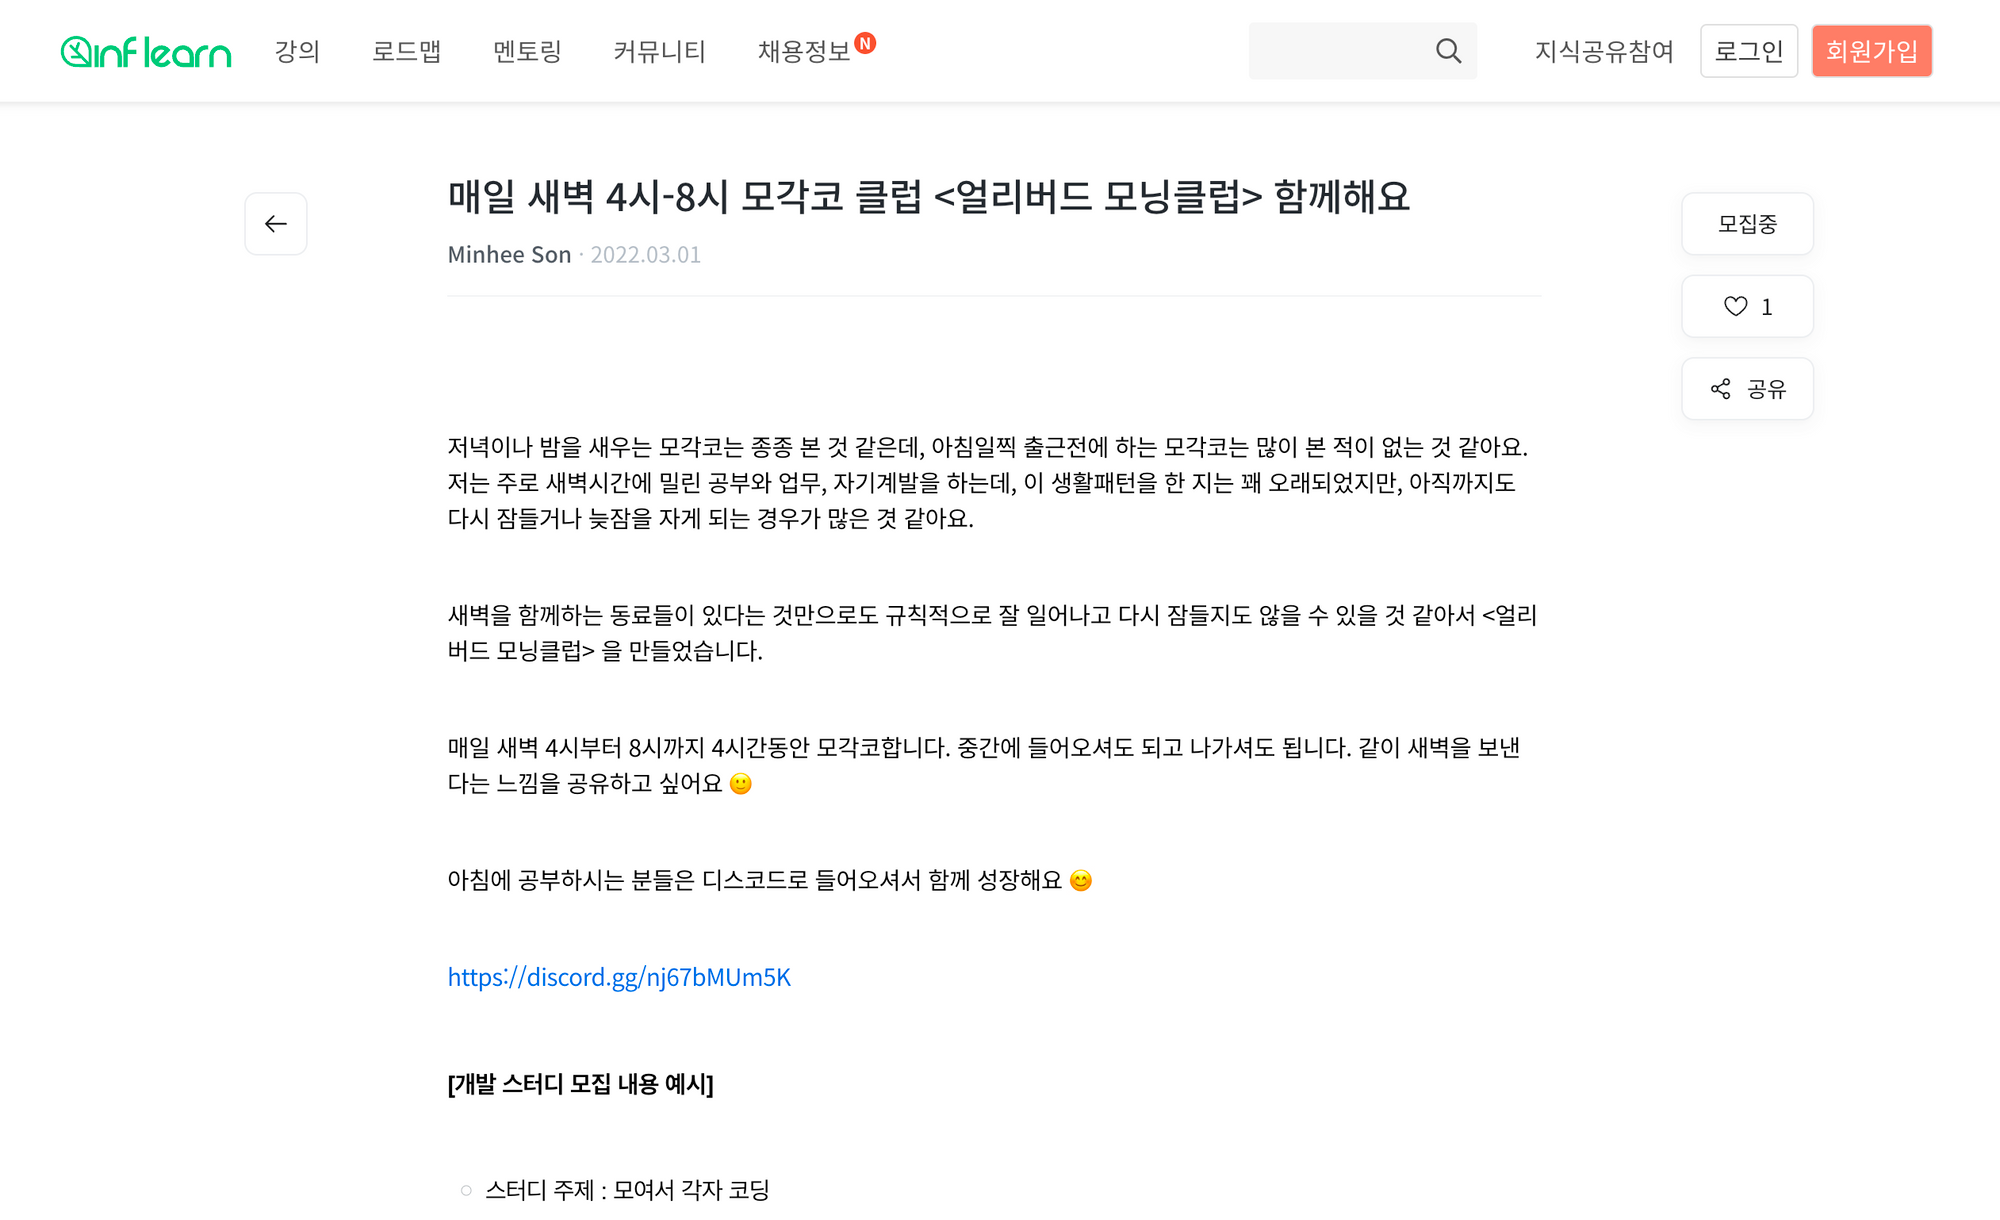 inflearn
강의
로드맵
멘토링
커뮤니티
채용정보
N
지식공유참여
로그인
회원가입
매일 새벽 4시-8시 모각코 클럽 <얼리버드 모닝클럽> 함께해요
Minhee Son · 2022.03.01
모집중
1
공유
저녁이나 밤을 새우는 모각코는 종종 본 것 같은데, 아침일찍 출근전에 하는 모각코는 많이 본 적이 없는 것 같아요.
저는 주로 새벽시간에 밀린 공부와 업무, 자기계발을 하는데, 이 생활패턴을 한 지는 꽤 오래되었지만, 아직까지도
다시 잠들거나 늦잠을 자게 되는 경우가 많은 겻 같아요.
새벽을 함께하는 동료들이 있다는 것만으로도 규칙적으로 잘 일어나고 다시 잠들지도 않을 수 있을 것 같아서 <얼리
버드 모닝클럽> 을 만들었습니다.
매일 새벽 4시부터 8시까지 4시간동안 모각코합니다. 중간에 들어오셔도 되고 나가셔도 됩니다. 같이 새벽을 보낸
다는 느낌을 공유하고 싶어요 🙂
아침에 공부하시는 분들은 디스코드로 들어오셔서 함께 성장해요 😊
https://discord.gg/nj67bMUm5K
[개발 스터디 모집 내용 예시]
스터디 주제 : 모여서 각자 코딩